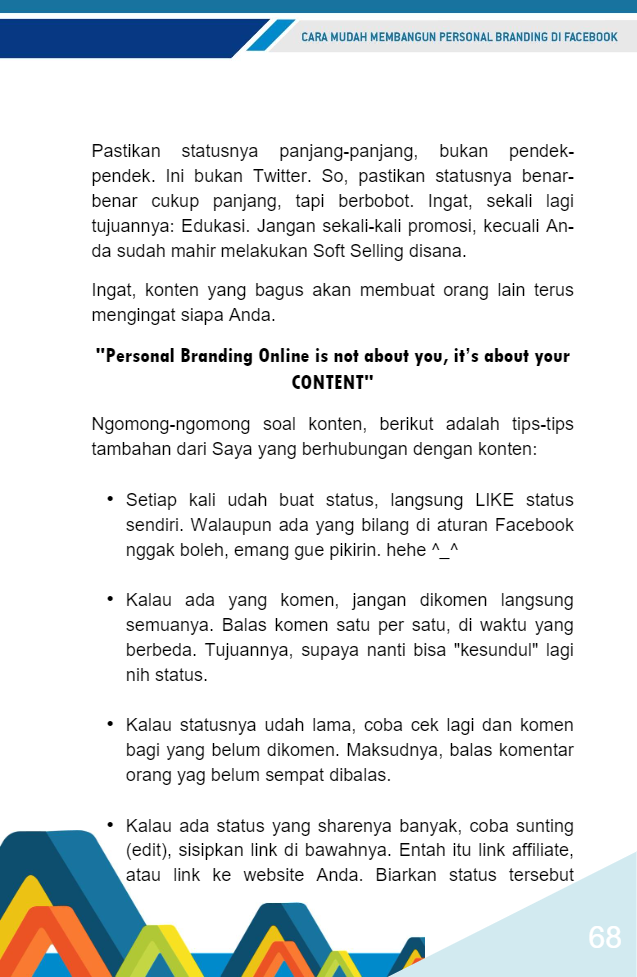 CARA MUDAH MEMBANGUN PERSONAL BRANDING DI FACEBOOK
Pastikan statusnya panjang-panjang, bukan pendek-
pendek. Ini bukan Twitter. So, pastikan statusnya benar-
benar cukup panjang, tapi berbobot. Ingat, sekali lagi
tujuannya: Edukasi. Jangan sekali-kali promosi, kecuali An-
da sudah mahir melakukan Soft Selling disana.
Ingat, konten yang bagus akan membuat orang lain terus
mengingat siapa Anda.
"Personal Branding Online is not about you, it's about your
CONTENT"
Ngomong-ngomong soal konten, berikut adalah tips-tips
tambahan dari Saya yang berhubungan dengan konten:
• Setiap kali udah buat status, langsung LIKE status
sendiri. Walaupun ada yang bilang di aturan Facebook
nggak boleh, emang gue pikirin. hehe ^_^
• Kalau ada yang komen, jangan dikomen langsung
semuanya. Balas komen satu per satu, di waktu yang
berbeda. Tujuannya, supaya nanti bisa "kesundul" lagi
nih status.
• Kalau statusnya udah lama, coba cek lagi dan komen
bagi yang belum dikomen. Maksudnya, balas komentar
orang yag belum sempat dibalas.
• Kalau ada status yang sharenya banyak, coba sunting
(edit), sisipkan link di bawahnya. Entah itu link affiliate,
atau link ke website Anda. Biarkan status tersebut
68